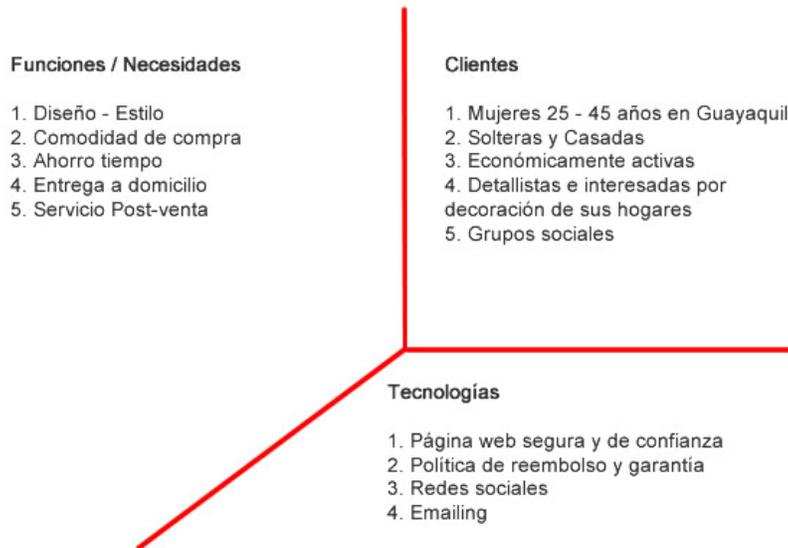 Funciones / Necesidades
1. Diseño - Estilo
2. Comodidad de compra
3. Ahorro tiempo
4. Entrega a domicilio
5. Servicio Post-venta
Clientes
1. Mujeres 25 - 45 años en Guayaquil
2. Solteras y Casadas
3. Económicamente activas
4. Detallistas e interesadas por
decoración de sus hogares
5. Grupos sociales
Tecnologías
1. Página web segura y de confianza
2. Política de reembolso y garantía
3. Redes sociales
4. Emailing